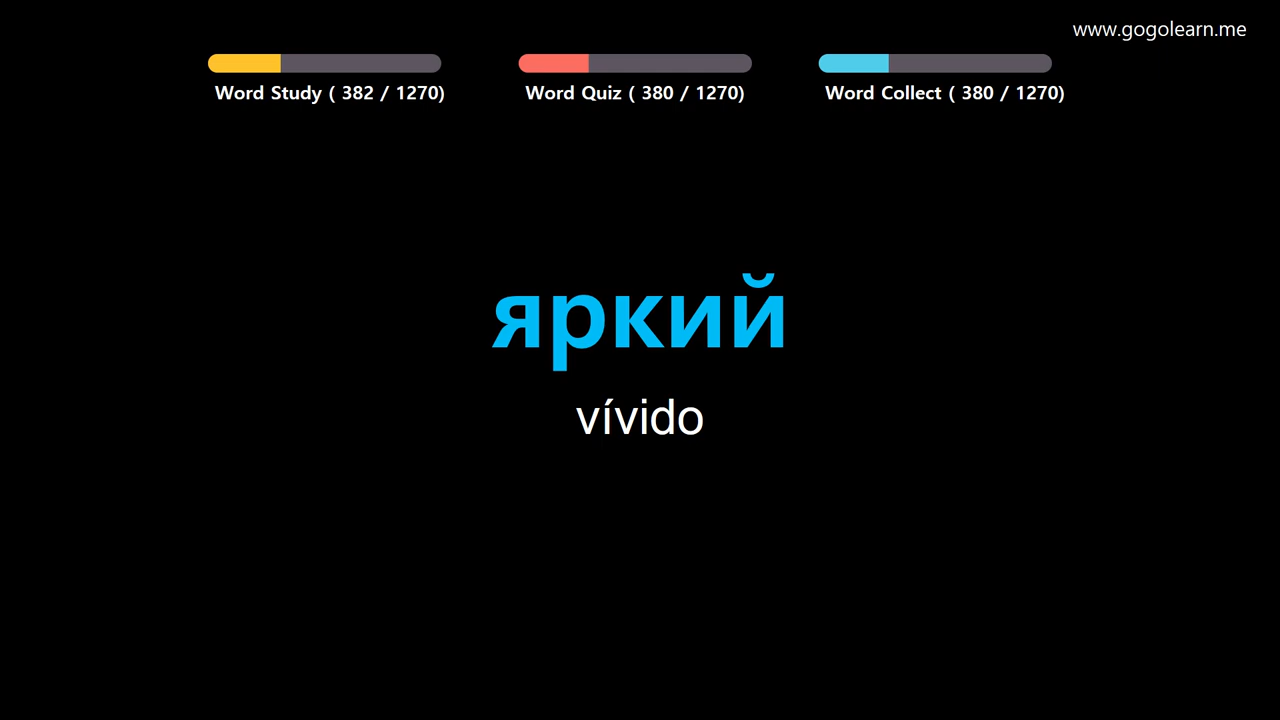 www.gogolearn.me
Word Study ( 382 / 1270)
Word Quiz ( 380 / 1270)
Word Collect ( 380 / 1270)
яркий
vívido